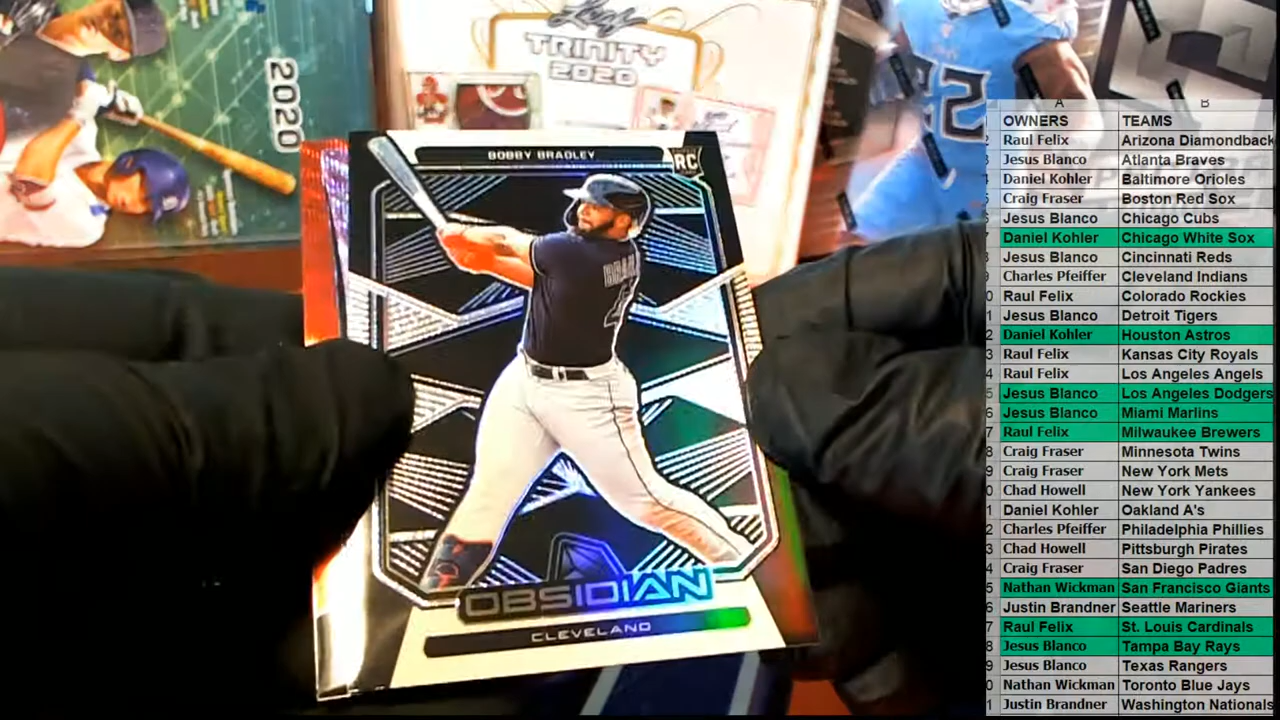 2020
Leaf
TRINITY
2020
52
BOBBY BRADLEY
RC
BRADL
1
OBSIDIAN
CLEVELAND
A B
OWNERS TEAMS
Raul Felix Arizona Diamondback
Jesus Blanco Atlanta Braves
Daniel Kohler Baltimore Orioles
Craig Fraser Boston Red Sox
Jesus Blanco Chicago Cubs
Daniel Kohler Chicago White Sox
Jesus Blanco Cincinnati Reds
Charles Pfeiffer Cleveland Indians
Raul Felix Colorado Rockies
Jesus Blanco Detroit Tigers
Daniel Kohler Houston Astros
Raul Felix Kansas City Royals
Raul Felix Los Angeles Angels
Jesus Blanco Los Angeles Dodgers
Jesus Blanco Miami Marlins
Raul Felix Milwaukee Brewers
Craig Fraser Minnesota Twins
Craig Fraser New York Mets
Chad Howell New York Yankees
Daniel Kohler Oakland A's
Charles Pfeiffer Philadelphia Phillies
Chad Howell Pittsburgh Pirates
Craig Fraser San Diego Padres
Nathan Wickman San Francisco Giants
Justin Brandner Seattle Mariners
Raul Felix St. Louis Cardinals
Jesus Blanco Tampa Bay Rays
Jesus Blanco Texas Rangers
Nathan Wickman Toronto Blue Jays
Justin Brandner Washington Nationals